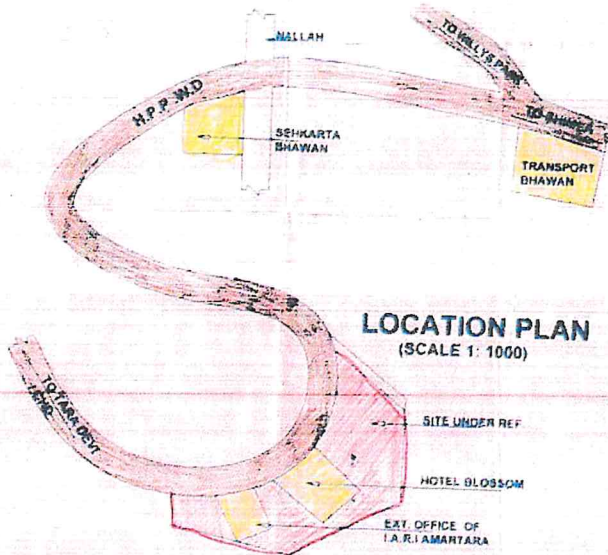 NALLAH
TO WILLYS PARK
H.P.P.W.D
TO SHIMLA
SEHKARTA
BHAWAN
TRANSPORT
BHAWAN
LOCATION PLAN
(SCALE 1: 1000)
TO TARA DEVI
SITE UNDER REF.
HOTEL BLOSSOM
EXT. OFFICE OF
I.A.R.I AMARTARA